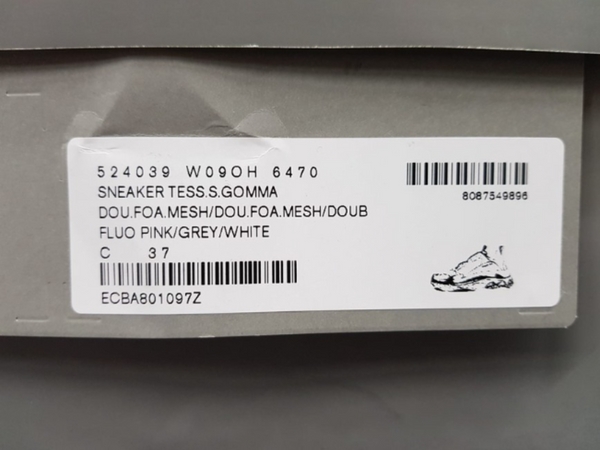 524039 W09OH 6470
SNEAKER TESS.S.GOMMA
DOU.FOA.MESH/DOU.FOA.MESH/DOUB
FLUO PINK/GREY/WHITE
C 37
ECBA801097Z
8087549896